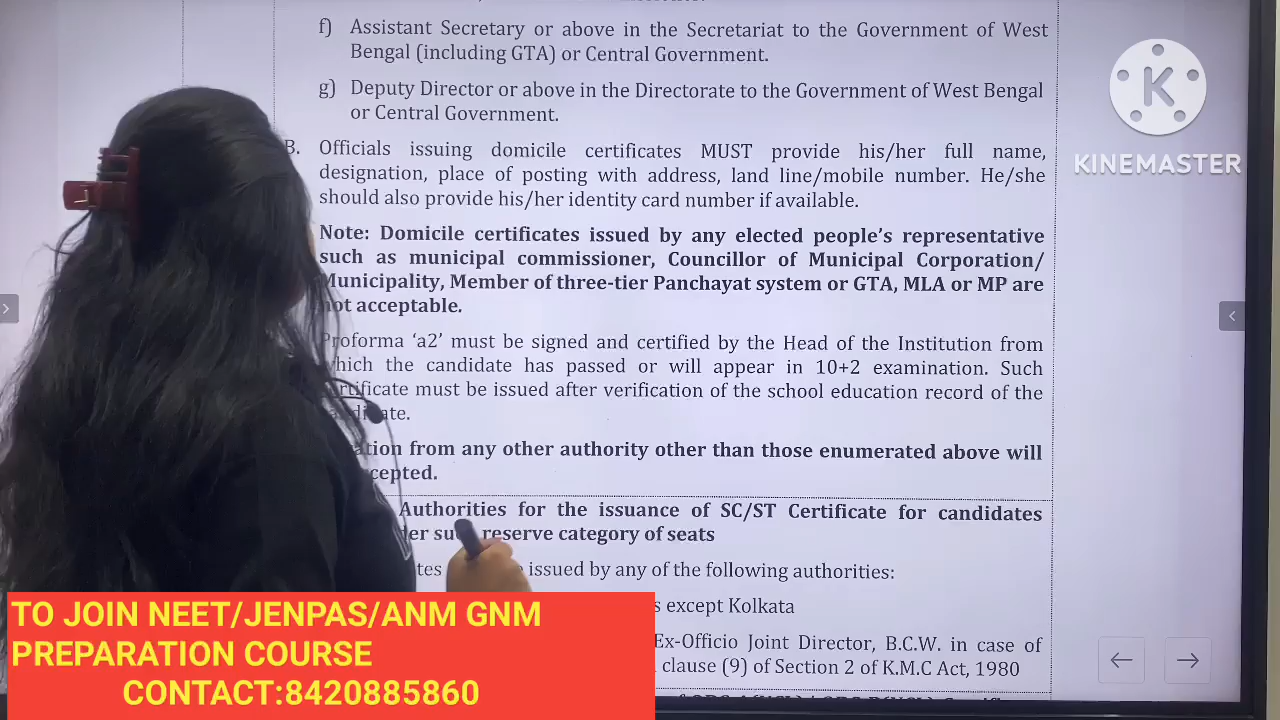 f) Assistant Secretary or above in the Secretariat to the Government of West
Bengal (including GTA) or Central Government.
g) Deputy Director or above in the Directorate to the Government of West Bengal
or Central Government.
B. Officials issuing domicile certificates MUST provide his/her full name,
designation, place of posting with address, land line/mobile number. He/she
should also provide his/her identity card number if available.
Note: Domicile certificates issued by any elected people's representative
such as municipal commissioner, Councillor of Municipal Corporation/
Municipality, Member of three-tier Panchayat system or GTA, MLA or MP are
not acceptable.
Proforma 'a2' must be signed and certified by the Head of the Institution from
which the candidate has passed or will appear in 10+2 examination. Such
certificate must be issued after verification of the school education record of the
candidate.
from any other authority other than those enumerated above will
Authorities for the issuance of SC/ST Certificate for candidates
reserve category of seats
issued by any of the following authorities:
except Kolkata
Ex-Officio Joint Director, B.C.W. in case of
clause (9) of Section 2 of K.M.C Act, 1980
K
KINEMASTER
TO JOIN NEET/JENPAS/ANM GNM
PREPARATION COURSE
CONTACT:8420885860